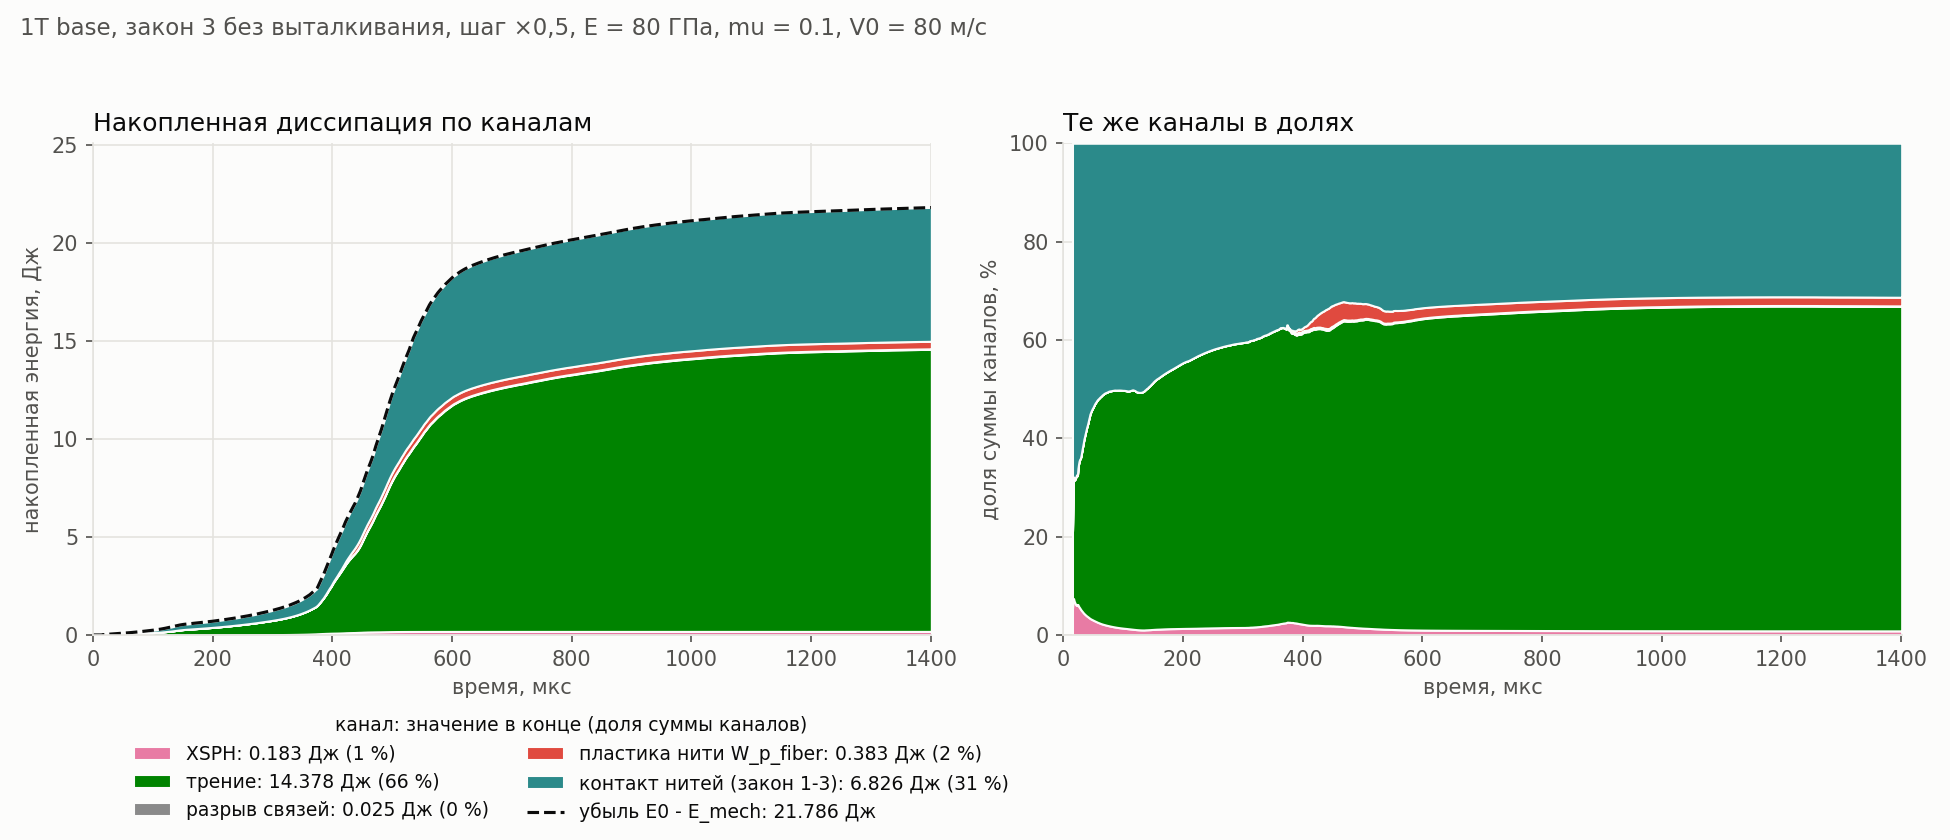 1T base, закон 3 без выталкивания, шаг ×0,5, E = 80 ГПа, mu = 0.1, V0 = 80 м/с
Накопленная диссипация по каналам
накопленная энергия, Дж
25
20
15
10
5
0
0 200 400 600 800 1000 1200 1400
время, мкс
Те же каналы в долях
доля суммы каналов, %
100
80
60
40
20
0
0 200 400 600 800 1000 1200 1400
время, мкс
канал: значение в конце (доля суммы каналов)
XSPH: 0.183 Дж (1 %)
трение: 14.378 Дж (66 %)
разрыв связей: 0.025 Дж (0 %)
пластика нити W_p_fiber: 0.383 Дж (2 %)
контакт нитей (закон 1-3): 6.826 Дж (31 %)
убыль E0 - E_mech: 21.786 Дж